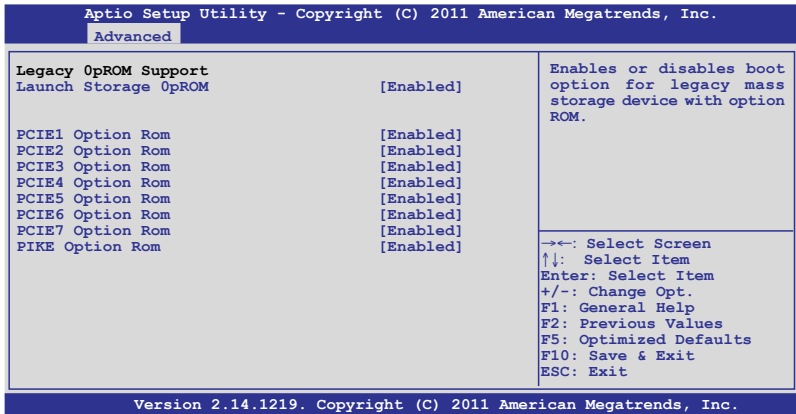 Aptio Setup Utility - Copyright (C) 2011 American Megatrends, Inc.
Advanced
Legacy 0pROM Support
Launch Storage 0pROM [Enabled]
PCIE1 Option Rom [Enabled]
PCIE2 Option Rom [Enabled]
PCIE3 Option Rom [Enabled]
PCIE4 Option Rom [Enabled]
PCIE5 Option Rom [Enabled]
PCIE6 Option Rom [Enabled]
PCIE7 Option Rom [Enabled]
PIKE Option Rom [Enabled]
Enables or disables boot
option for legacy mass
storage device with option
ROM.
→←: Select Screen
↑↓: Select Item
Enter: Select Item
+/-: Change Opt.
F1: General Help
F2: Previous Values
F5: Optimized Defaults
F10: Save & Exit
ESC: Exit
Version 2.14.1219. Copyright (C) 2011 American Megatrends, Inc.